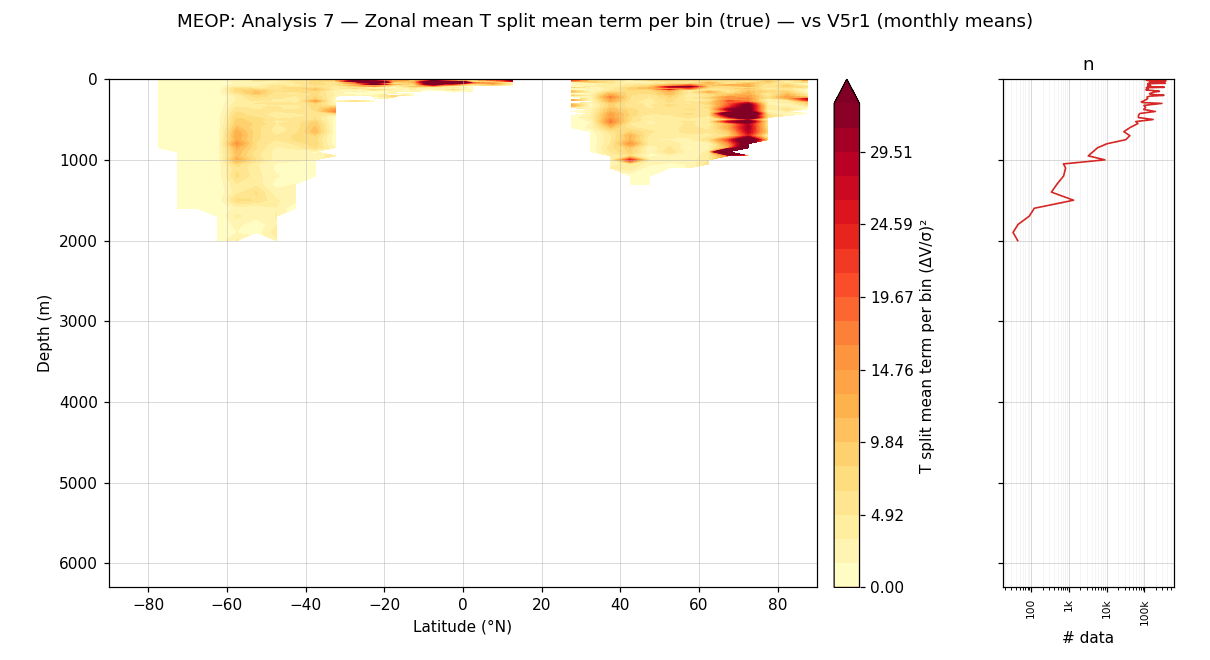 MEOP: Analysis 7 — Zonal mean T split mean term per bin (true) — vs V5r1 (monthly means)
n
0
1000
2000
3000
4000
5000
6000
Depth (m)
−80
−60
−40
−20
0
20
40
60
80
Latitude (°N)
29.51
24.59
19.67
14.76
9.84
4.92
0.00
T split mean term per bin (ΔV/σ)²
100
1k
10k
100k
# data